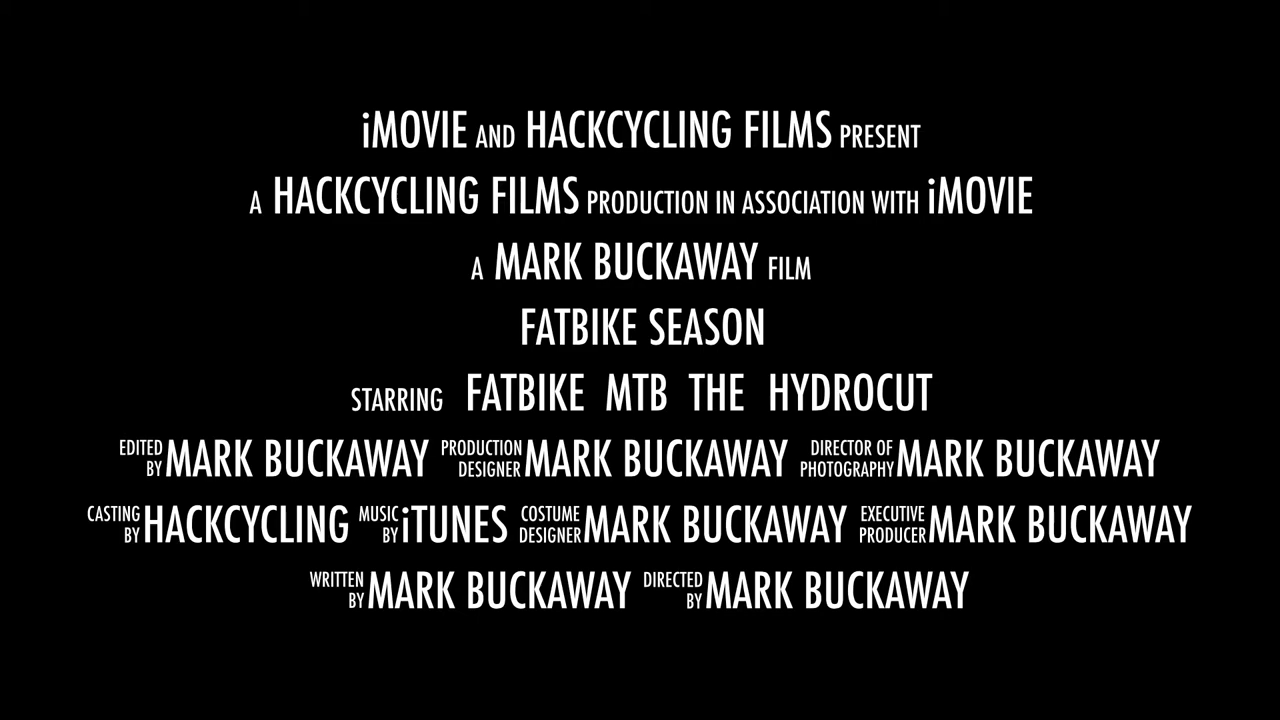 iMOVIE AND HACKCYCLING FILMS PRESENT
A HACKCYCLING FILMS PRODUCTION IN ASSOCIATION WITH iMOVIE
A MARK BUCKAWAY FILM
FATBIKE SEASON
STARRING FATBIKE MTB THE HYDROCUT
EDITED BY MARK BUCKAWAY PRODUCTION DESIGNER MARK BUCKAWAY DIRECTOR OF PHOTOGRAPHY MARK BUCKAWAY
CASTING BY HACKCYCLING MUSIC BY iTUNES COSTUME DESIGNER MARK BUCKAWAY EXECUTIVE PRODUCER MARK BUCKAWAY
WRITTEN BY MARK BUCKAWAY DIRECTED BY MARK BUCKAWAY